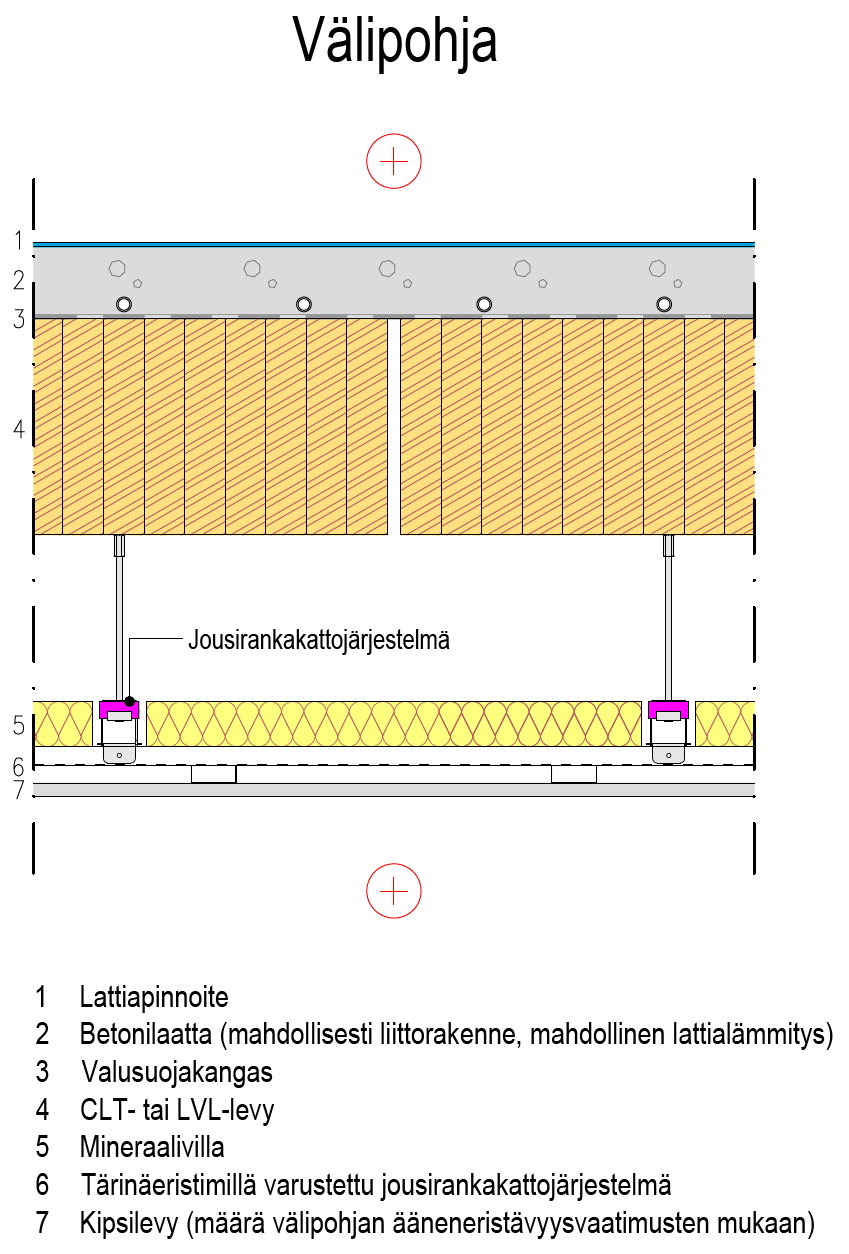 Välipohja
1
2
3
4
Jousirankakattojärjestelmä
5
6
7
1 Lattiapinnoite
2 Betonilaatta (mahdollisesti liittorakenne, mahdollinen lattialämmitys)
3 Valusuojakangas
4 CLT- tai LVL-levy
5 Mineraalivilla
6 Tärinäeristimillä varustettu jousirankakattojärjestelmä
7 Kipsilevy (määrä välipohjan ääneneristävyysvaatimusten mukaan)